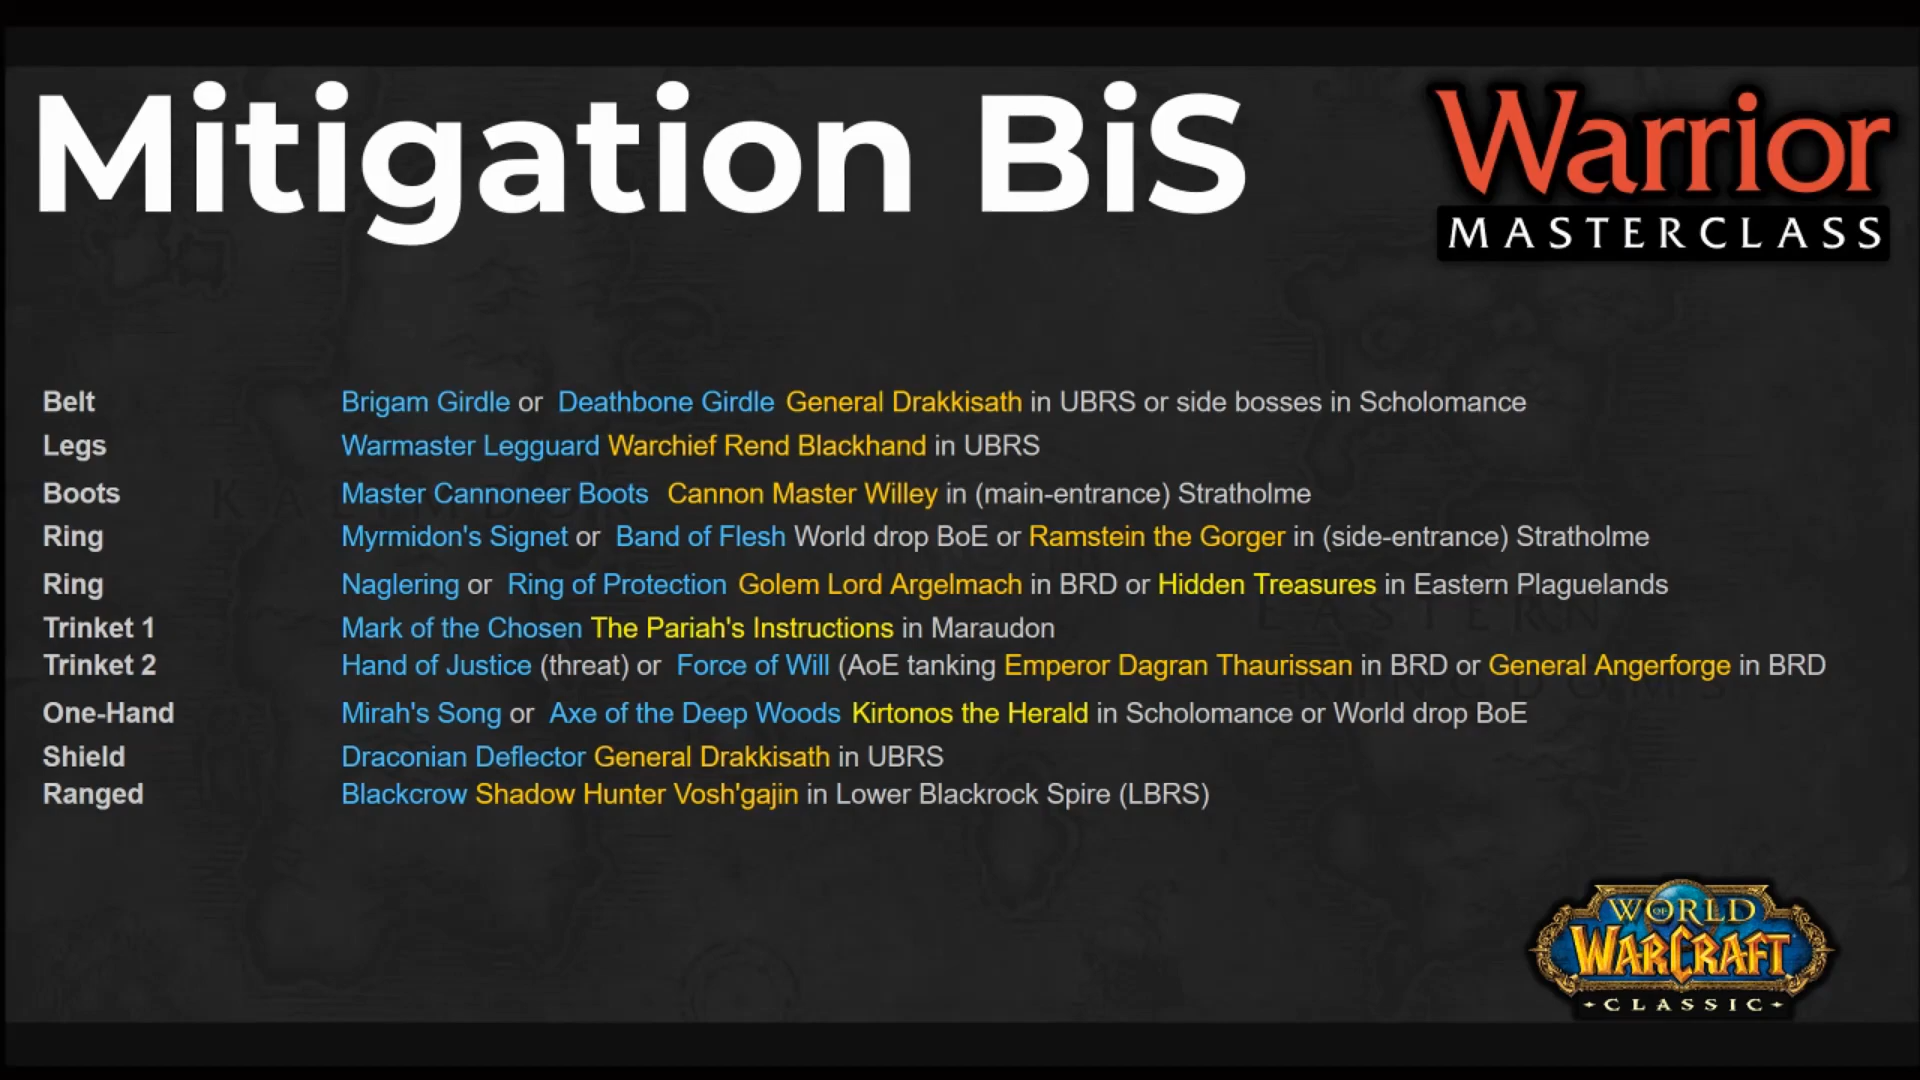 Mitigation BiS
Warrior
MASTERCLASS
Belt Brigam Girdle or Deathbone Girdle General Drakkisath in UBRS or side bosses in Scholomance
Legs Warmaster Legguard Warchief Rend Blackhand in UBRS
Boots Master Cannoneer Boots Cannon Master Willey in (main-entrance) Stratholme
Ring Myrmidon's Signet or Band of Flesh World drop BoE or Ramstein the Gorger in (side-entrance) Stratholme
Ring Naglering or Ring of Protection Golem Lord Argelmach in BRD or Hidden Treasures in Eastern Plaguelands
Trinket 1 Mark of the Chosen The Pariah's Instructions in Maraudon
Trinket 2 Hand of Justice (threat) or Force of Will (AoE tanking Emperor Dagran Thaurissan in BRD or General Angerforge in BRD
One-Hand Mirah's Song or Axe of the Deep Woods Kirtonos the Herald in Scholomance or World drop BoE
Shield Draconian Deflector General Drakkisath in UBRS
Ranged Blackcrow Shadow Hunter Vosh'gajin in Lower Blackrock Spire (LBRS)
KALIMDOR
EASTERN
KINGDOMS
WORLD OF
WARCRAFT
CLASSIC